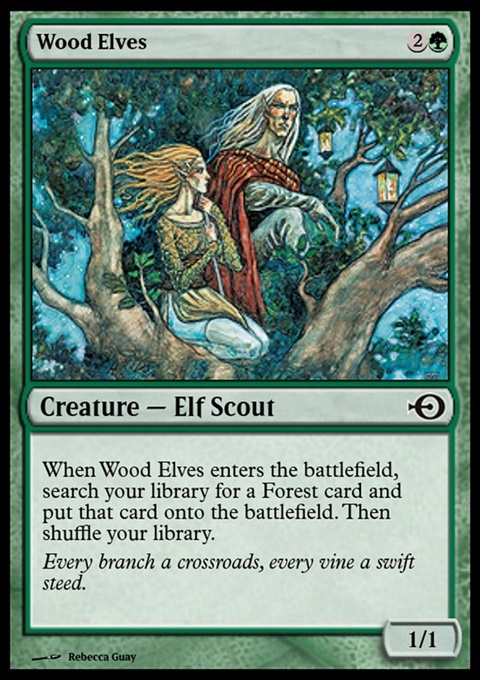 Wood Elves 2
Creature — Elf Scout
When Wood Elves enters the battlefield,
search your library for a Forest card and
put that card onto the battlefield. Then
shuffle your library.
Every branch a crossroads, every vine a swift
steed.
1/1
Rebecca Guay